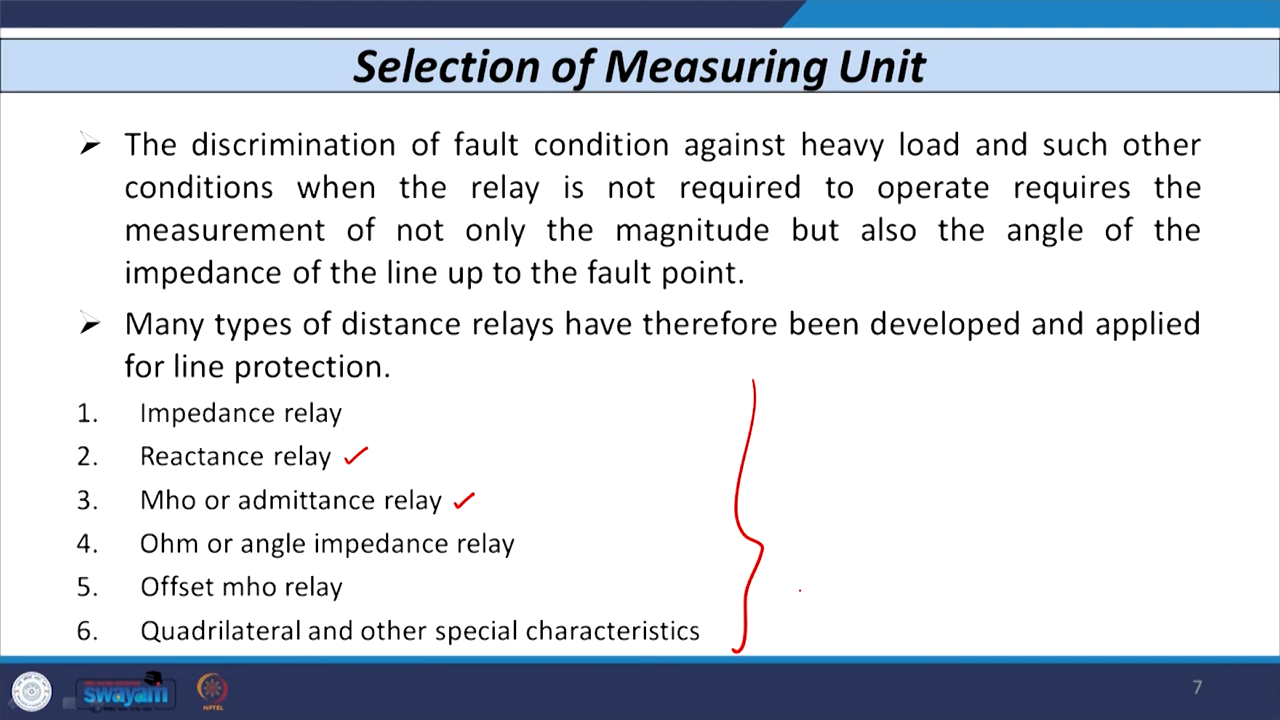 Selection of Measuring Unit
➢ The discrimination of fault condition against heavy load and such other
conditions when the relay is not required to operate requires the
measurement of not only the magnitude but also the angle of the
impedance of the line up to the fault point.
➢ Many types of distance relays have therefore been developed and applied
for line protection.
1. Impedance relay
2. Reactance relay
3. Mho or admittance relay
4. Ohm or angle impedance relay
5. Offset mho relay
6. Quadrilateral and other special characteristics
swayam
NPTEL
7